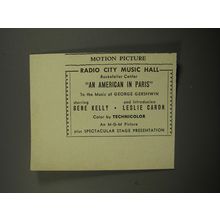 MOTION PICTURE
RADIO CITY MUSIC HALL
Rockefeller Center
"AN AMERICAN IN PARIS"
To the Music of GEORGE GERSHWIN
starring and introducing
GENE KELLY • LESLIE CARON
Color by TECHNICOLOR
An M-G-M Picture
plus SPECTACULAR STAGE PRESENTATION